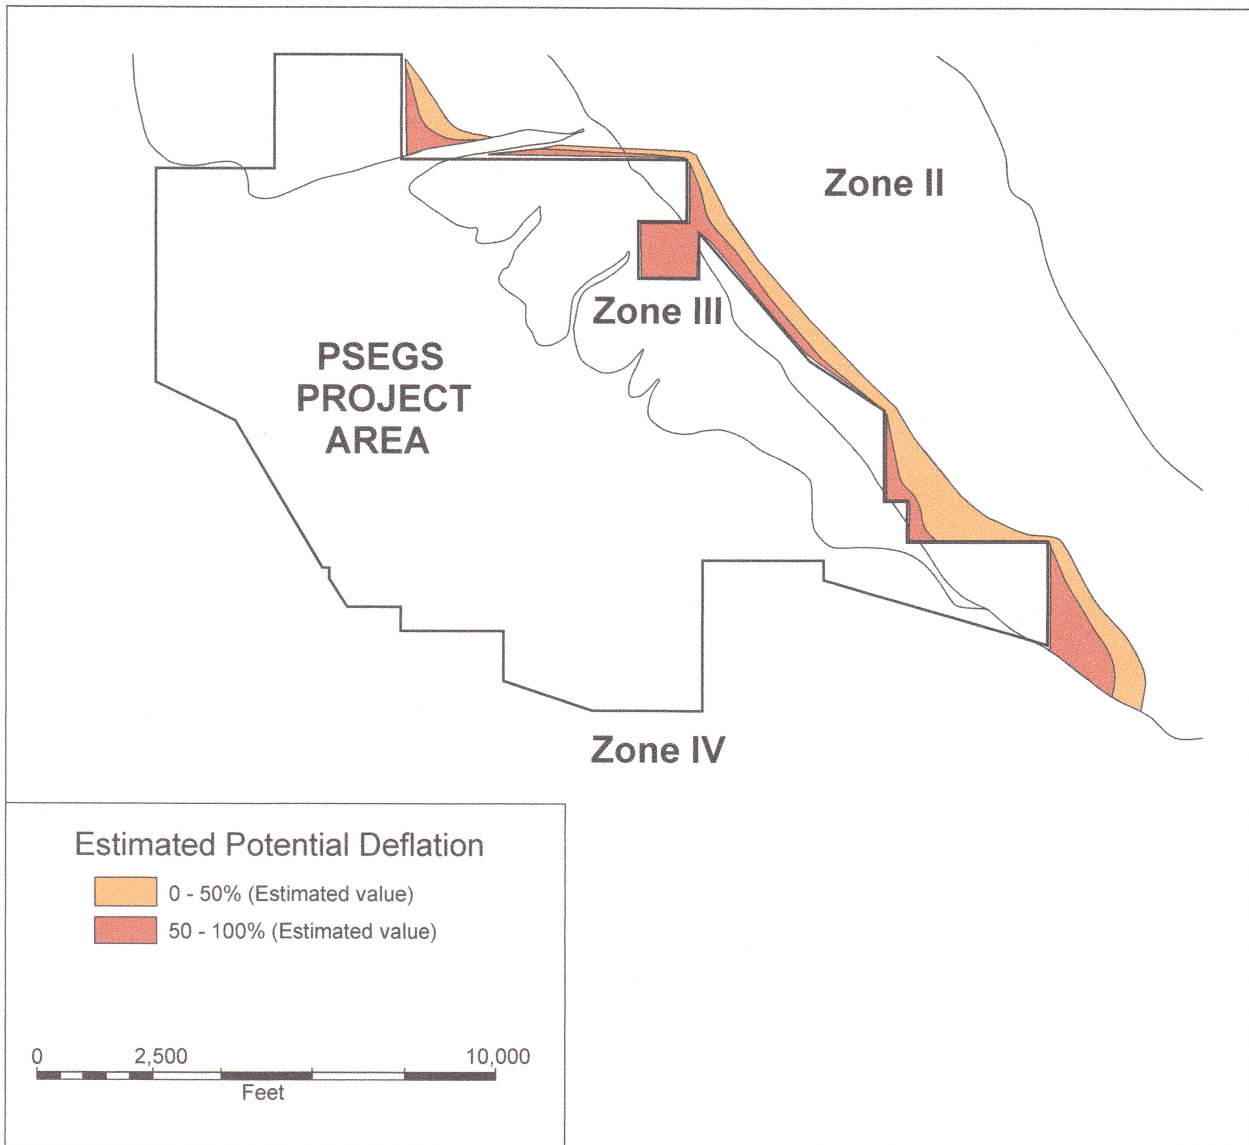 Zone II
Zone III
PSEGS
PROJECT
AREA
Zone IV
Estimated Potential Deflation
0 - 50% (Estimated value)
50 - 100% (Estimated value)
0 2,500 10,000
Feet